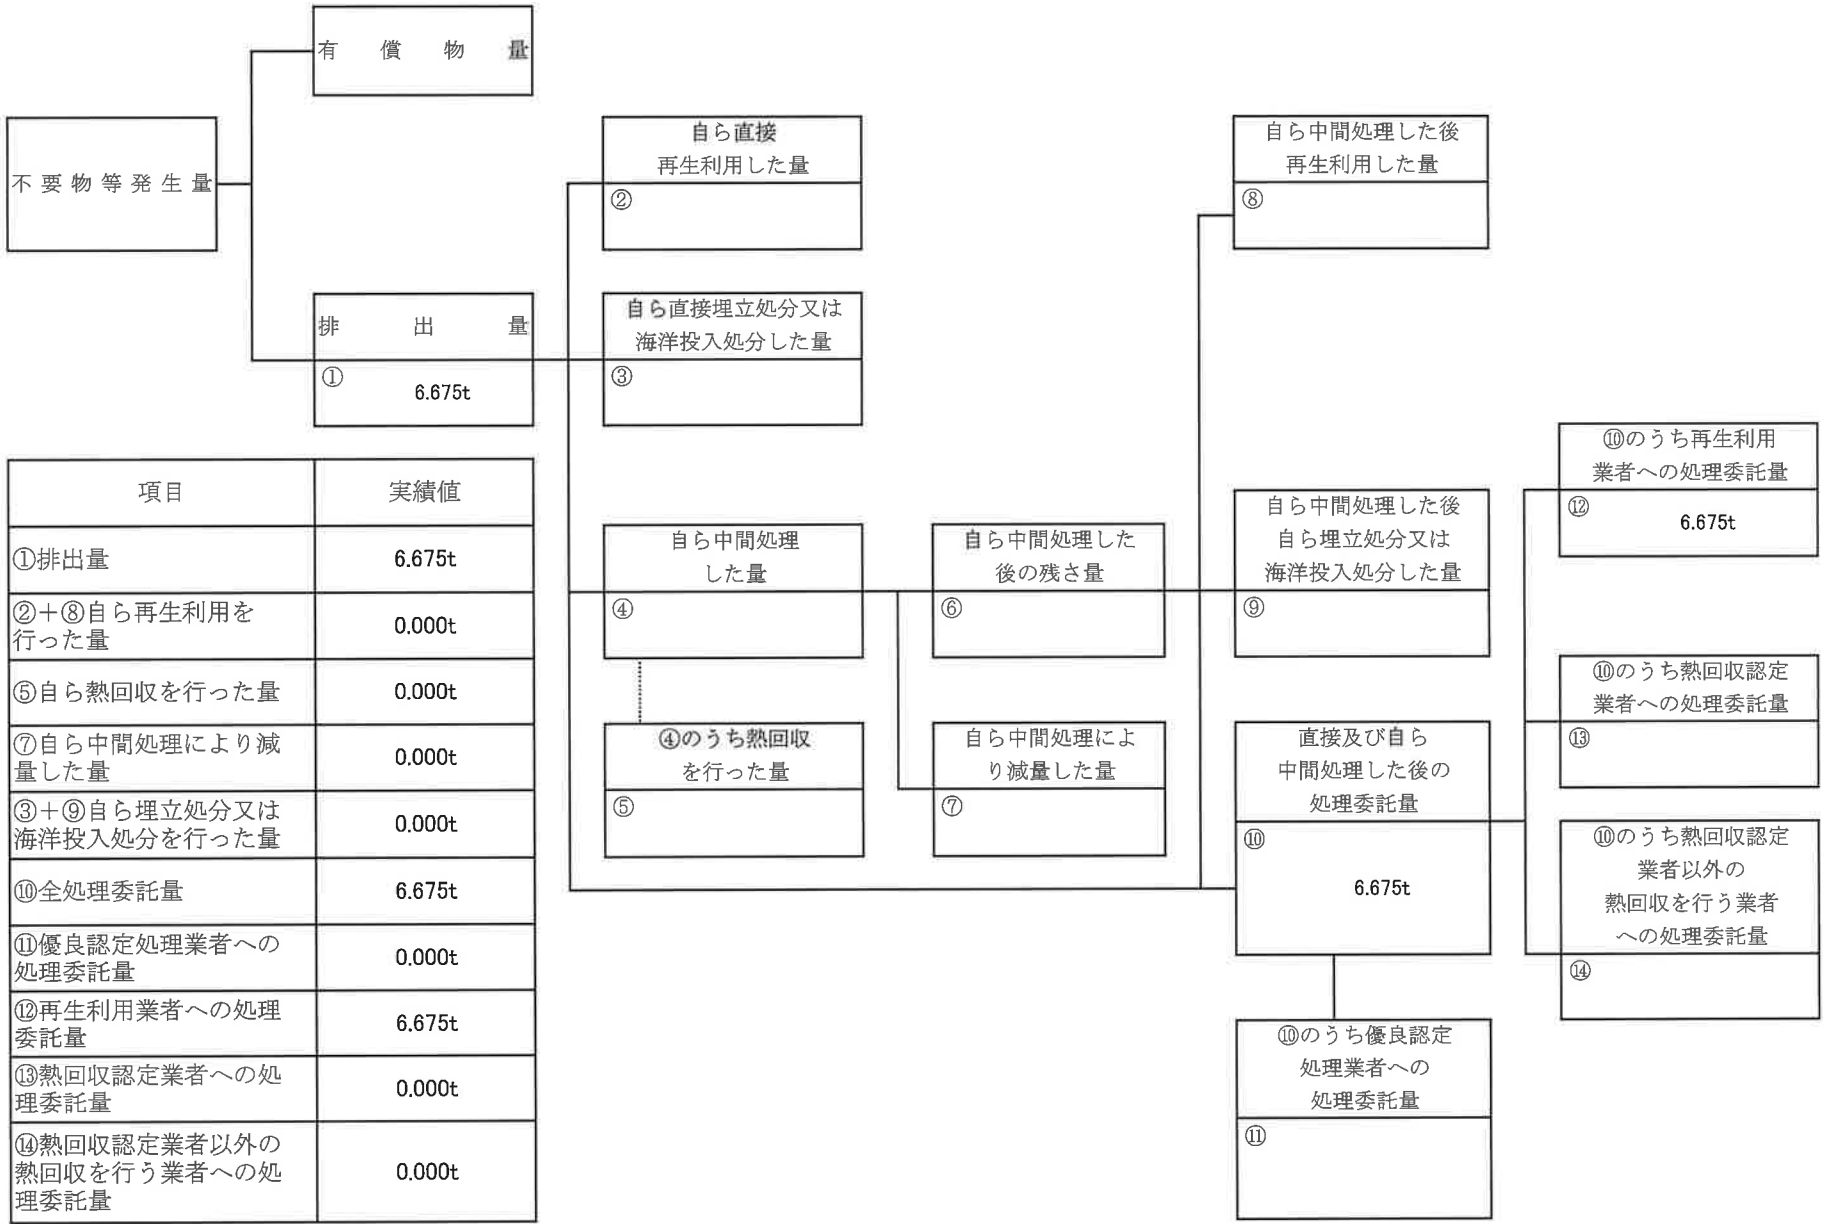 有償物量
不要物等発生量
排出量
①
6.675t
自ら直接
再生利用した量
②
自ら直接埋立処分又は
海洋投入処分した量
③
自ら中間処理
した量
④
④のうち熱回収
を行った量
⑤
自ら中間処理した
後の残さ量
⑥
自ら中間処理によ
り減量した量
⑦
自ら中間処理した後
再生利用した量
⑧
自ら中間処理した後
自ら埋立処分又は
海洋投入処分した量
⑨
直接及び自ら
中間処理した後の
処理委託量
⑩
6.675t
⑩のうち優良認定
処理業者への
処理委託量
⑪
⑩のうち再生利用
業者への処理委託量
⑫
6.675t
⑩のうち熱回収認定
業者への処理委託量
⑬
⑩のうち熱回収認定
業者以外の
熱回収を行う業者
への処理委託量
⑭
項目 実績値
①排出量 6.675t
②+⑧自ら再生利用を
行った量 0.000t
⑤自ら熱回収を行った量 0.000t
⑦自ら中間処理により減
量した量 0.000t
③+⑨自ら埋立処分又は
海洋投入処分を行った量 0.000t
⑩全処理委託量 6.675t
⑪優良認定処理業者への
処理委託量 0.000t
⑫再生利用業者への処理
委託量 6.675t
⑬熱回収認定業者への処
理委託量 0.000t
⑭熱回収認定業者以外の
熱回収を行う業者への処
理委託量 0.000t